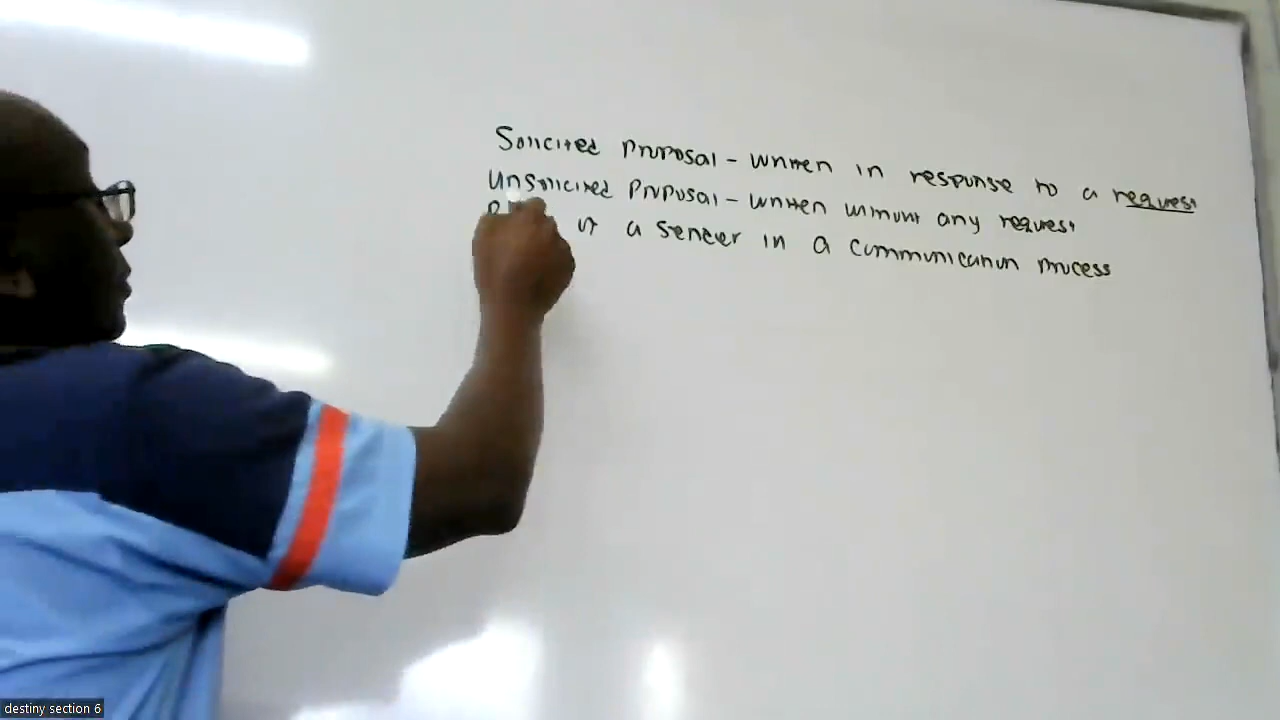 Solicited Proposal - written in response to a request
Unsolicited Proposal - written without any request
of a sender in a communication process
destiny section 6